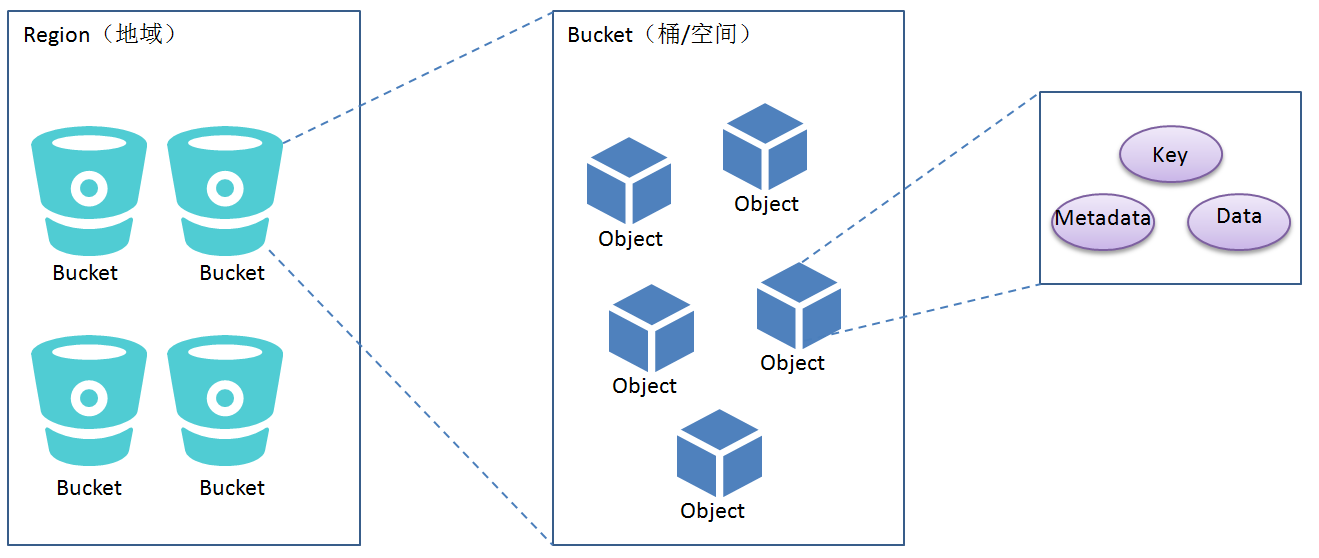 Region（地域）
Bucket
Bucket
Bucket
Bucket
Bucket（桶/空间）
Object
Object
Object
Object
Object
Key
Metadata
Data